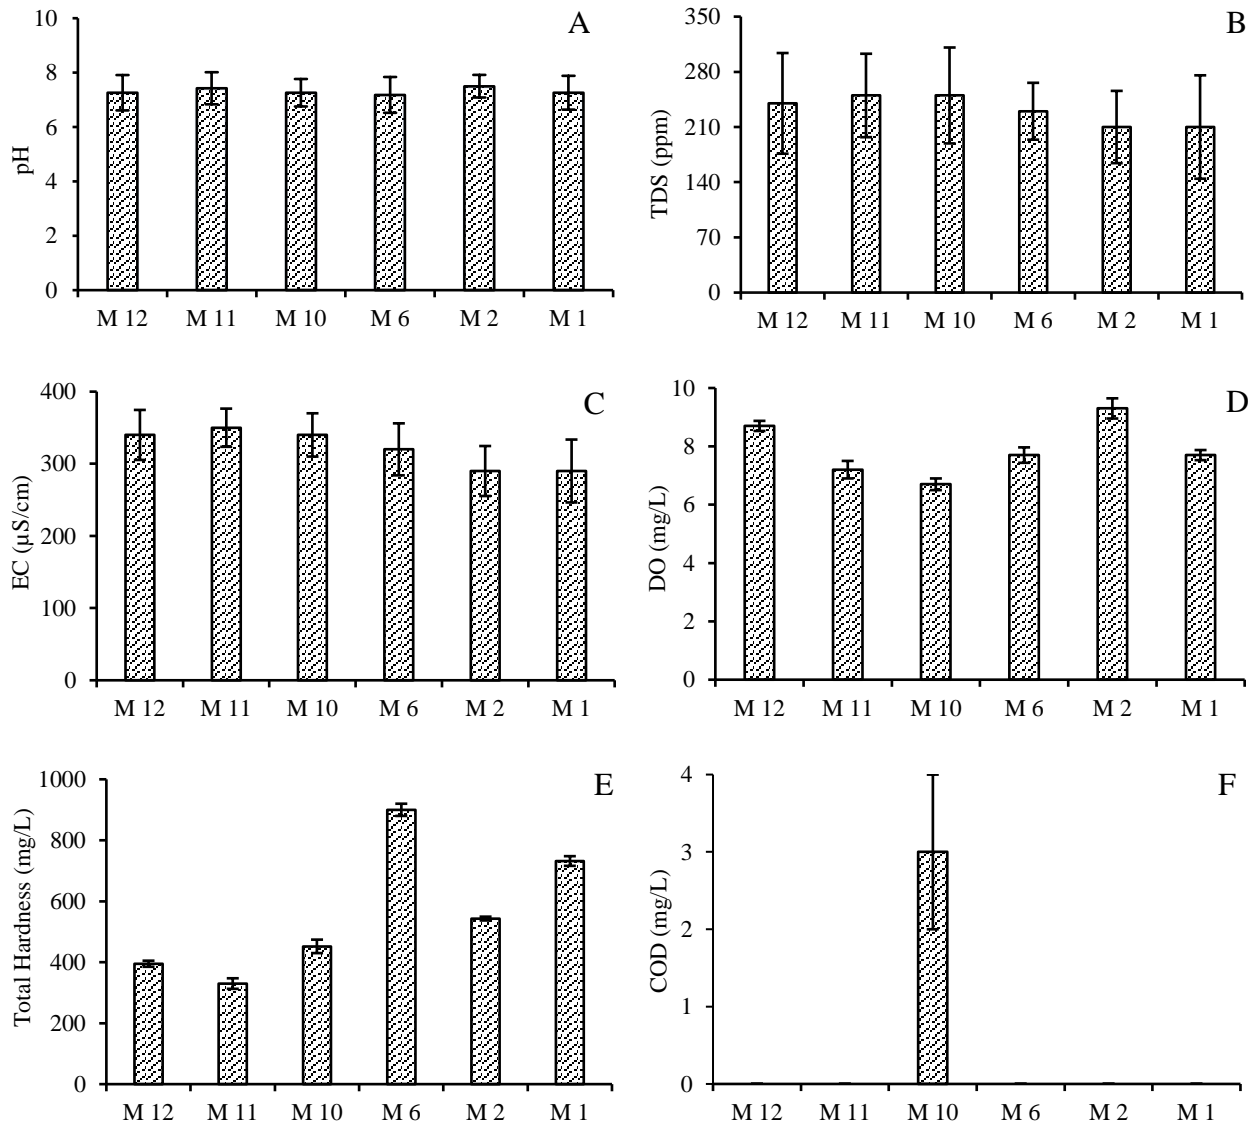 A
pH
10
8
6
4
2
0
M 12 M 11 M 10 M 6 M 2 M 1
B
TDS (ppm)
350
280
210
140
70
0
M 12 M 11 M 10 M 6 M 2 M 1
C
EC (µS/cm)
400
300
200
100
0
M 12 M 11 M 10 M 6 M 2 M 1
D
DO (mg/L)
10
8
6
4
2
0
M 12 M 11 M 10 M 6 M 2 M 1
E
Total Hardness (mg/L)
1000
800
600
400
200
0
M 12 M 11 M 10 M 6 M 2 M 1
F
COD (mg/L)
4
3
2
1
0
M 12 M 11 M 10 M 6 M 2 M 1